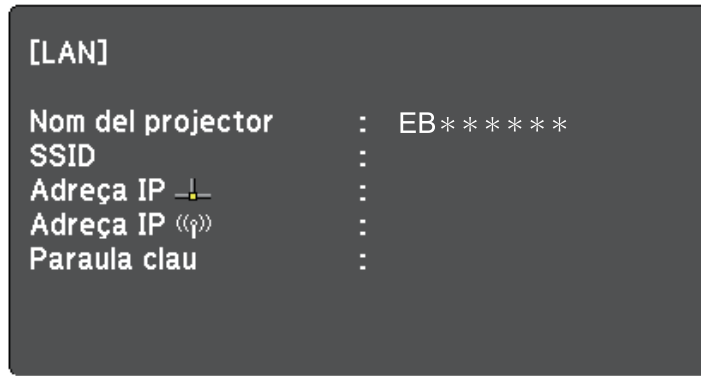 [LAN]
Nom del projector : EB∗∗∗∗∗∗
SSID :
Adreça IP :
Adreça IP :
Paraula clau :